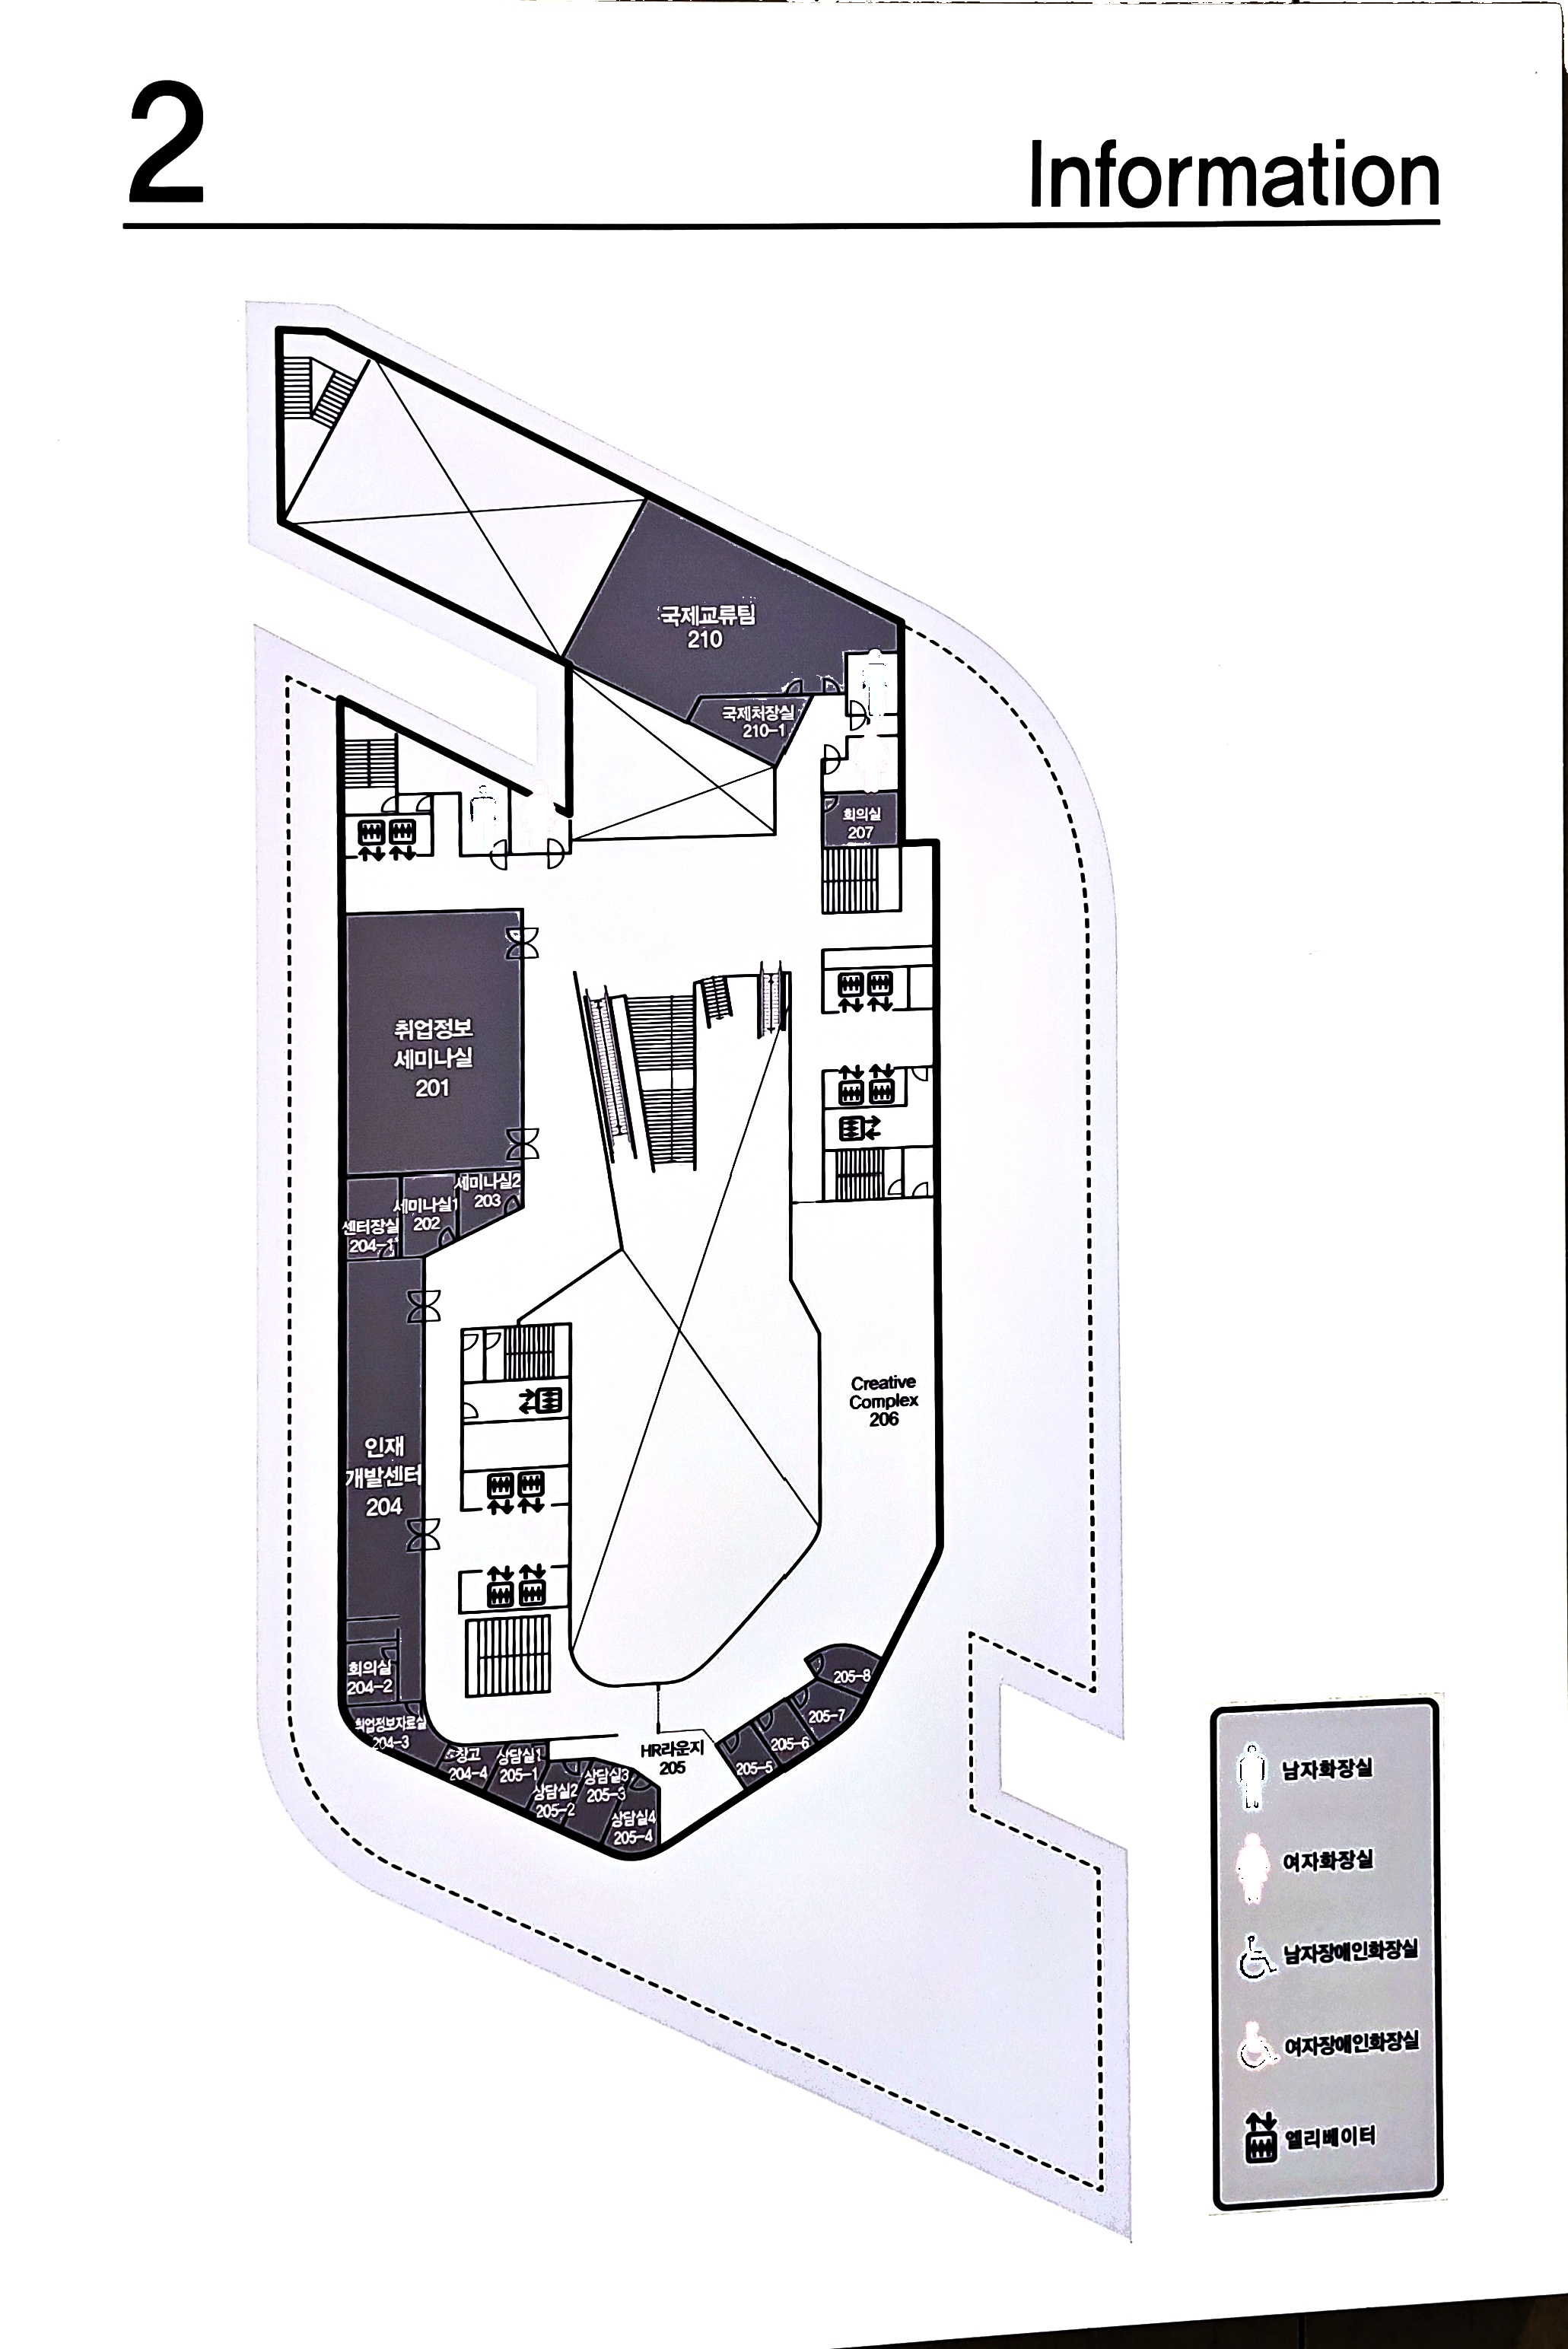 2
Information
국제교류팀
210
국제처장실
210-1
회의실
207
취업정보
세미나실
201
세미나실2
203
세미나실1
202
센터장실
204-1
Creative
Complex
206
인재
개발센터
204
회의실
204-2
취업정보자료실
204-3
창고
204-4
상담실1
205-1
상담실2
205-2
상담실3
205-3
상담실4
205-4
HR라운지
205
205-5
205-6
205-7
205-8
남자화장실
여자화장실
남자장애인화장실
여자장애인화장실
엘리베이터